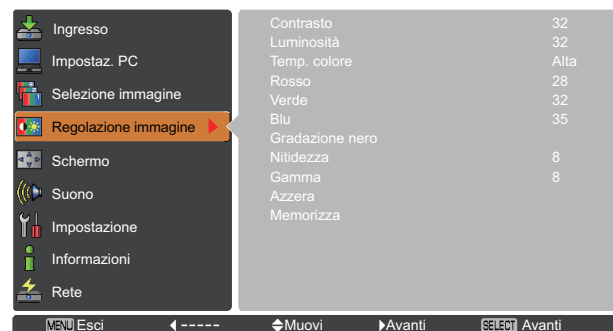 Ingresso
Impostaz. PC
Selezione immagine
Regolazione immagine
Schermo
Suono
Impostazione
Informazioni
Rete
Contrasto 32
Luminosità 32
Temp. colore Alta
Rosso 28
Verde 32
Blu 35
Gradazione nero
Nitidezza 8
Gamma 8
Azzera
Memorizza
MENU Esci ----- Muovi Avanti SELECT Avanti